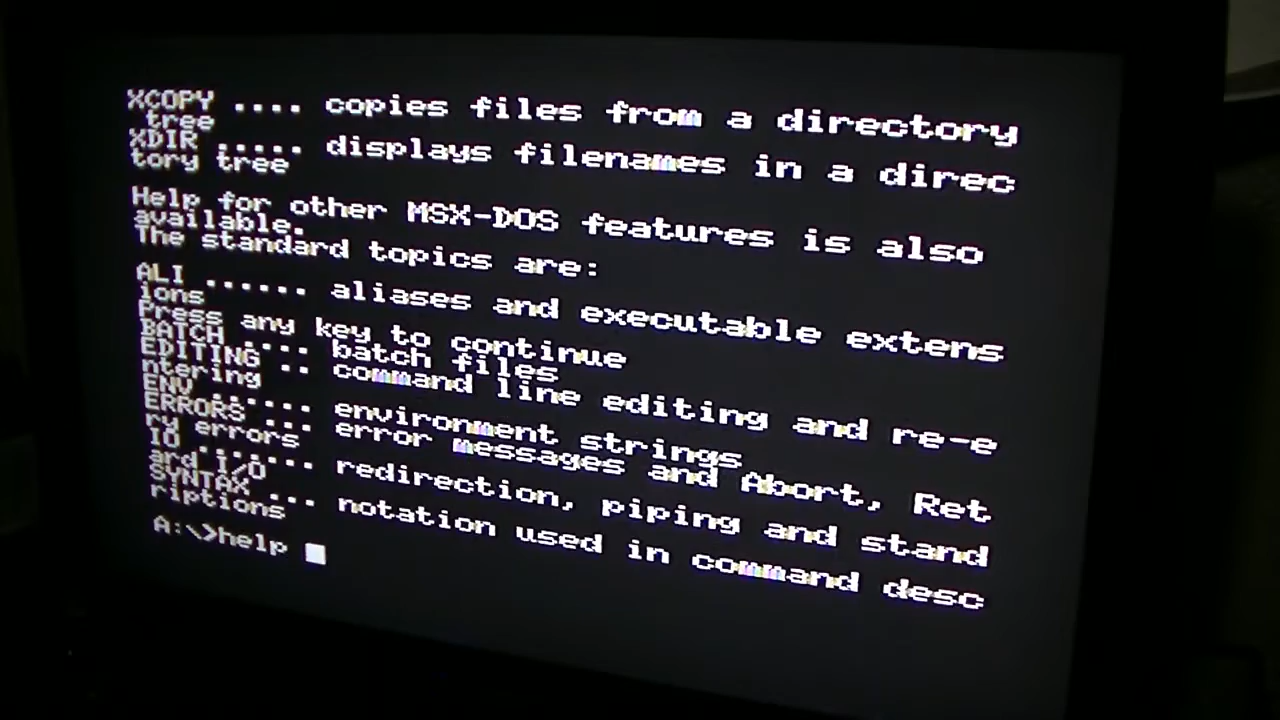 XCOPY .... copies files from a directory
 tree
XDIR ..... displays filenames in a direc
tory tree
Help for other MSX-DOS features is also
available.
The standard topics are:
ALI ...... aliases and executable extens
ions
Press any key to continue
BATCH .... batch files
EDITING .. command line editing and re-e
ntering
ENV ...... environment strings
ERRORS ... error messages and Abort, Ret
ry errors
IO ....... redirection, piping and stand
ard I/O
SYNTAX ... notation used in command desc
riptions
A:\>help